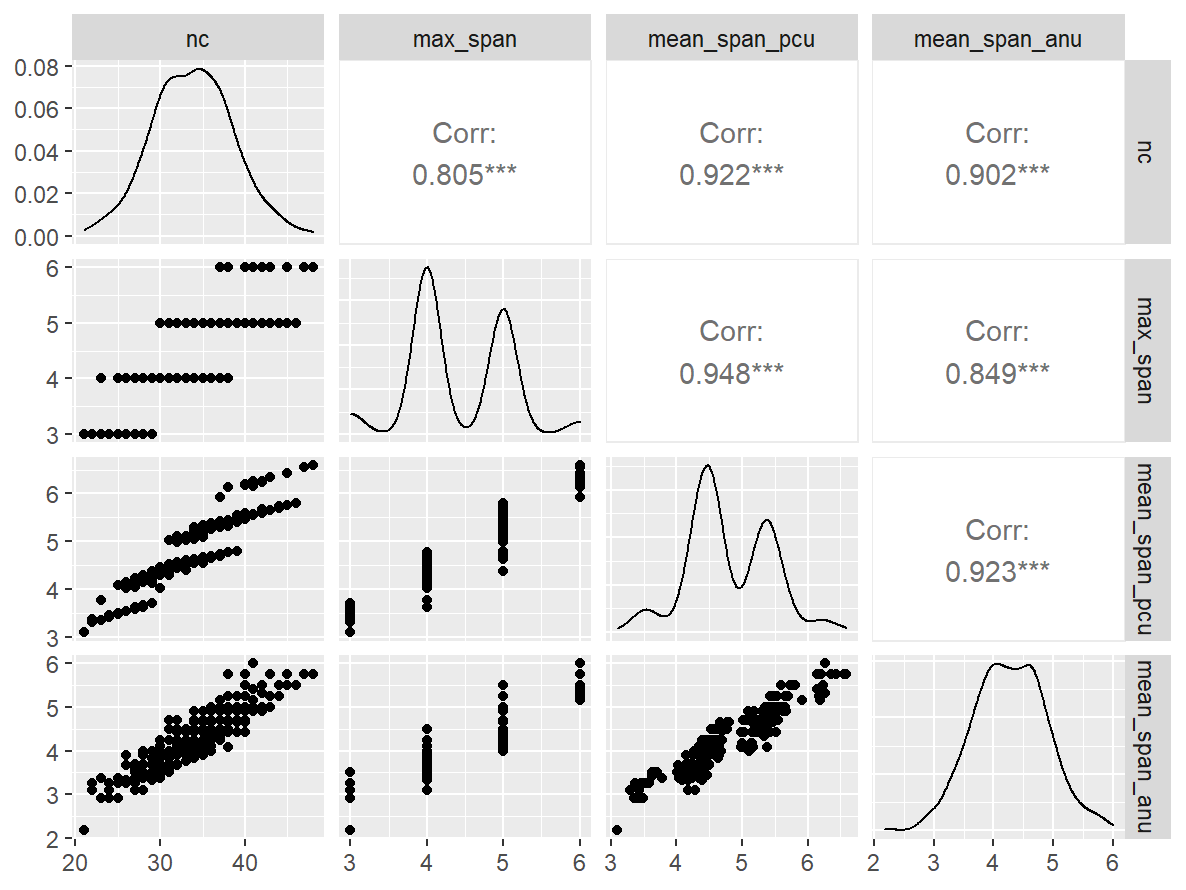 nc max_span mean_span_pcu mean_span_anu
0.08
0.06
0.04
0.02
0.00
Corr:
0.805***
Corr:
0.922***
Corr:
0.902***
nc
6
5
4
3
Corr:
0.948***
Corr:
0.849***
max_span
6
5
4
3
Corr:
0.923***
mean_span_pcu
6
5
4
3
2
mean_span_anu
20 30 40 3 4 5 6 3 4 5 6 2 3 4 5 6